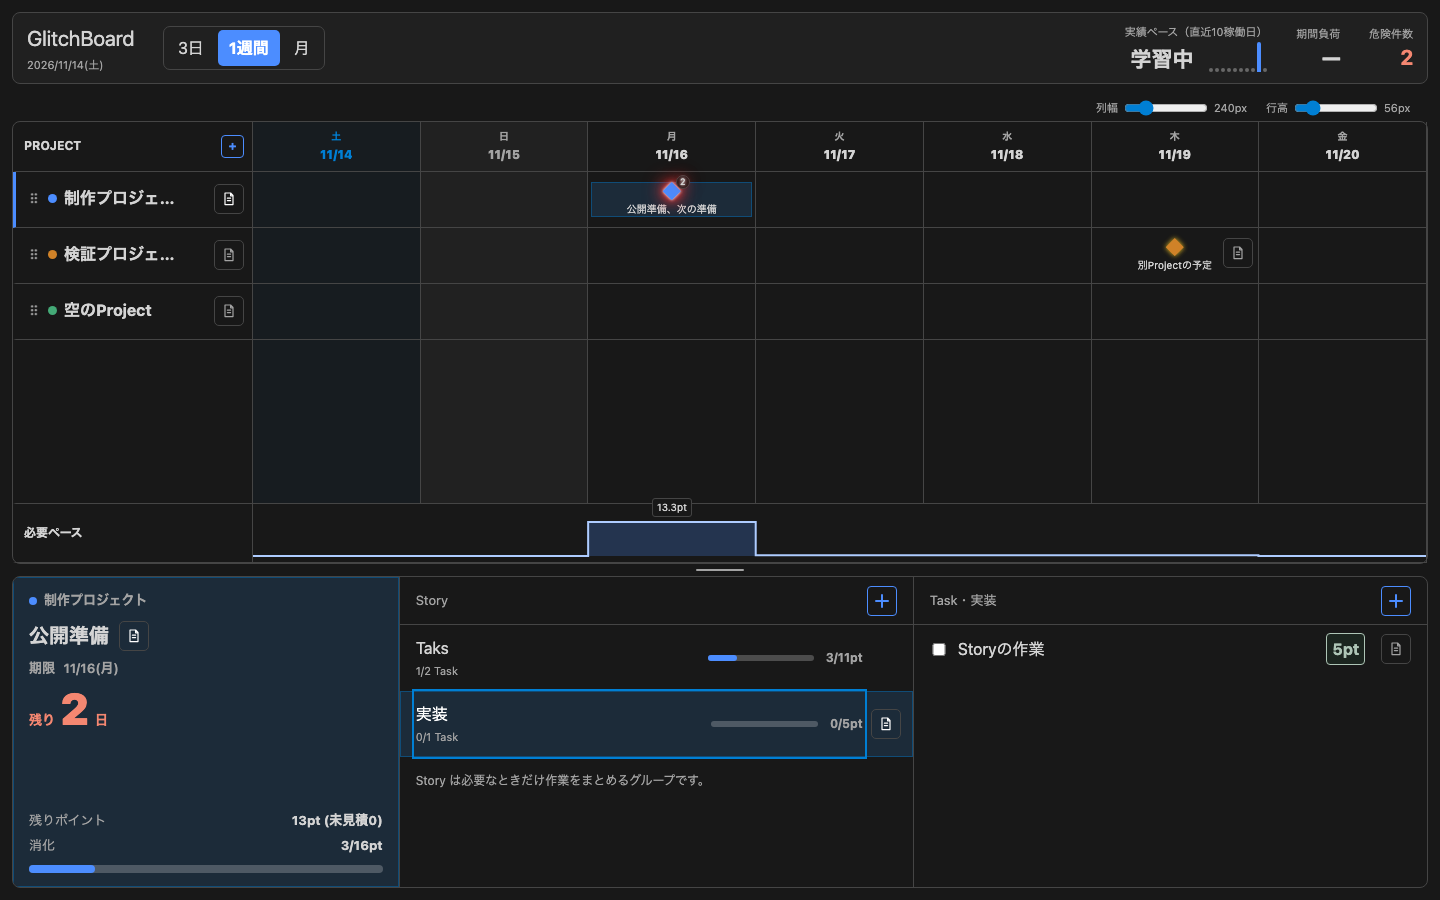 GlitchBoard
2026/11/14(土)
3日 1週間 月
実績ペース（直近10稼働日）
学習中
期間負荷
—
危険件数
2
列幅 240px 行高 56px
PROJECT +
土 11/14
日 11/15
月 11/16
火 11/17
水 11/18
木 11/19
金 11/20
制作プロジェ...
2
公開準備、次の準備
検証プロジェ...
別Projectの予定
空のProject
必要ペース
13.3pt
制作プロジェクト
公開準備
期限 11/16(月)
残り 2 日
残りポイント 13pt (未見積0)
消化 3/16pt
Story +
Taks
1/2 Task
3/11pt
実装
0/1 Task
0/5pt
Story は必要なときだけ作業をまとめるグループです。
Task・実装 +
Storyの作業 5pt